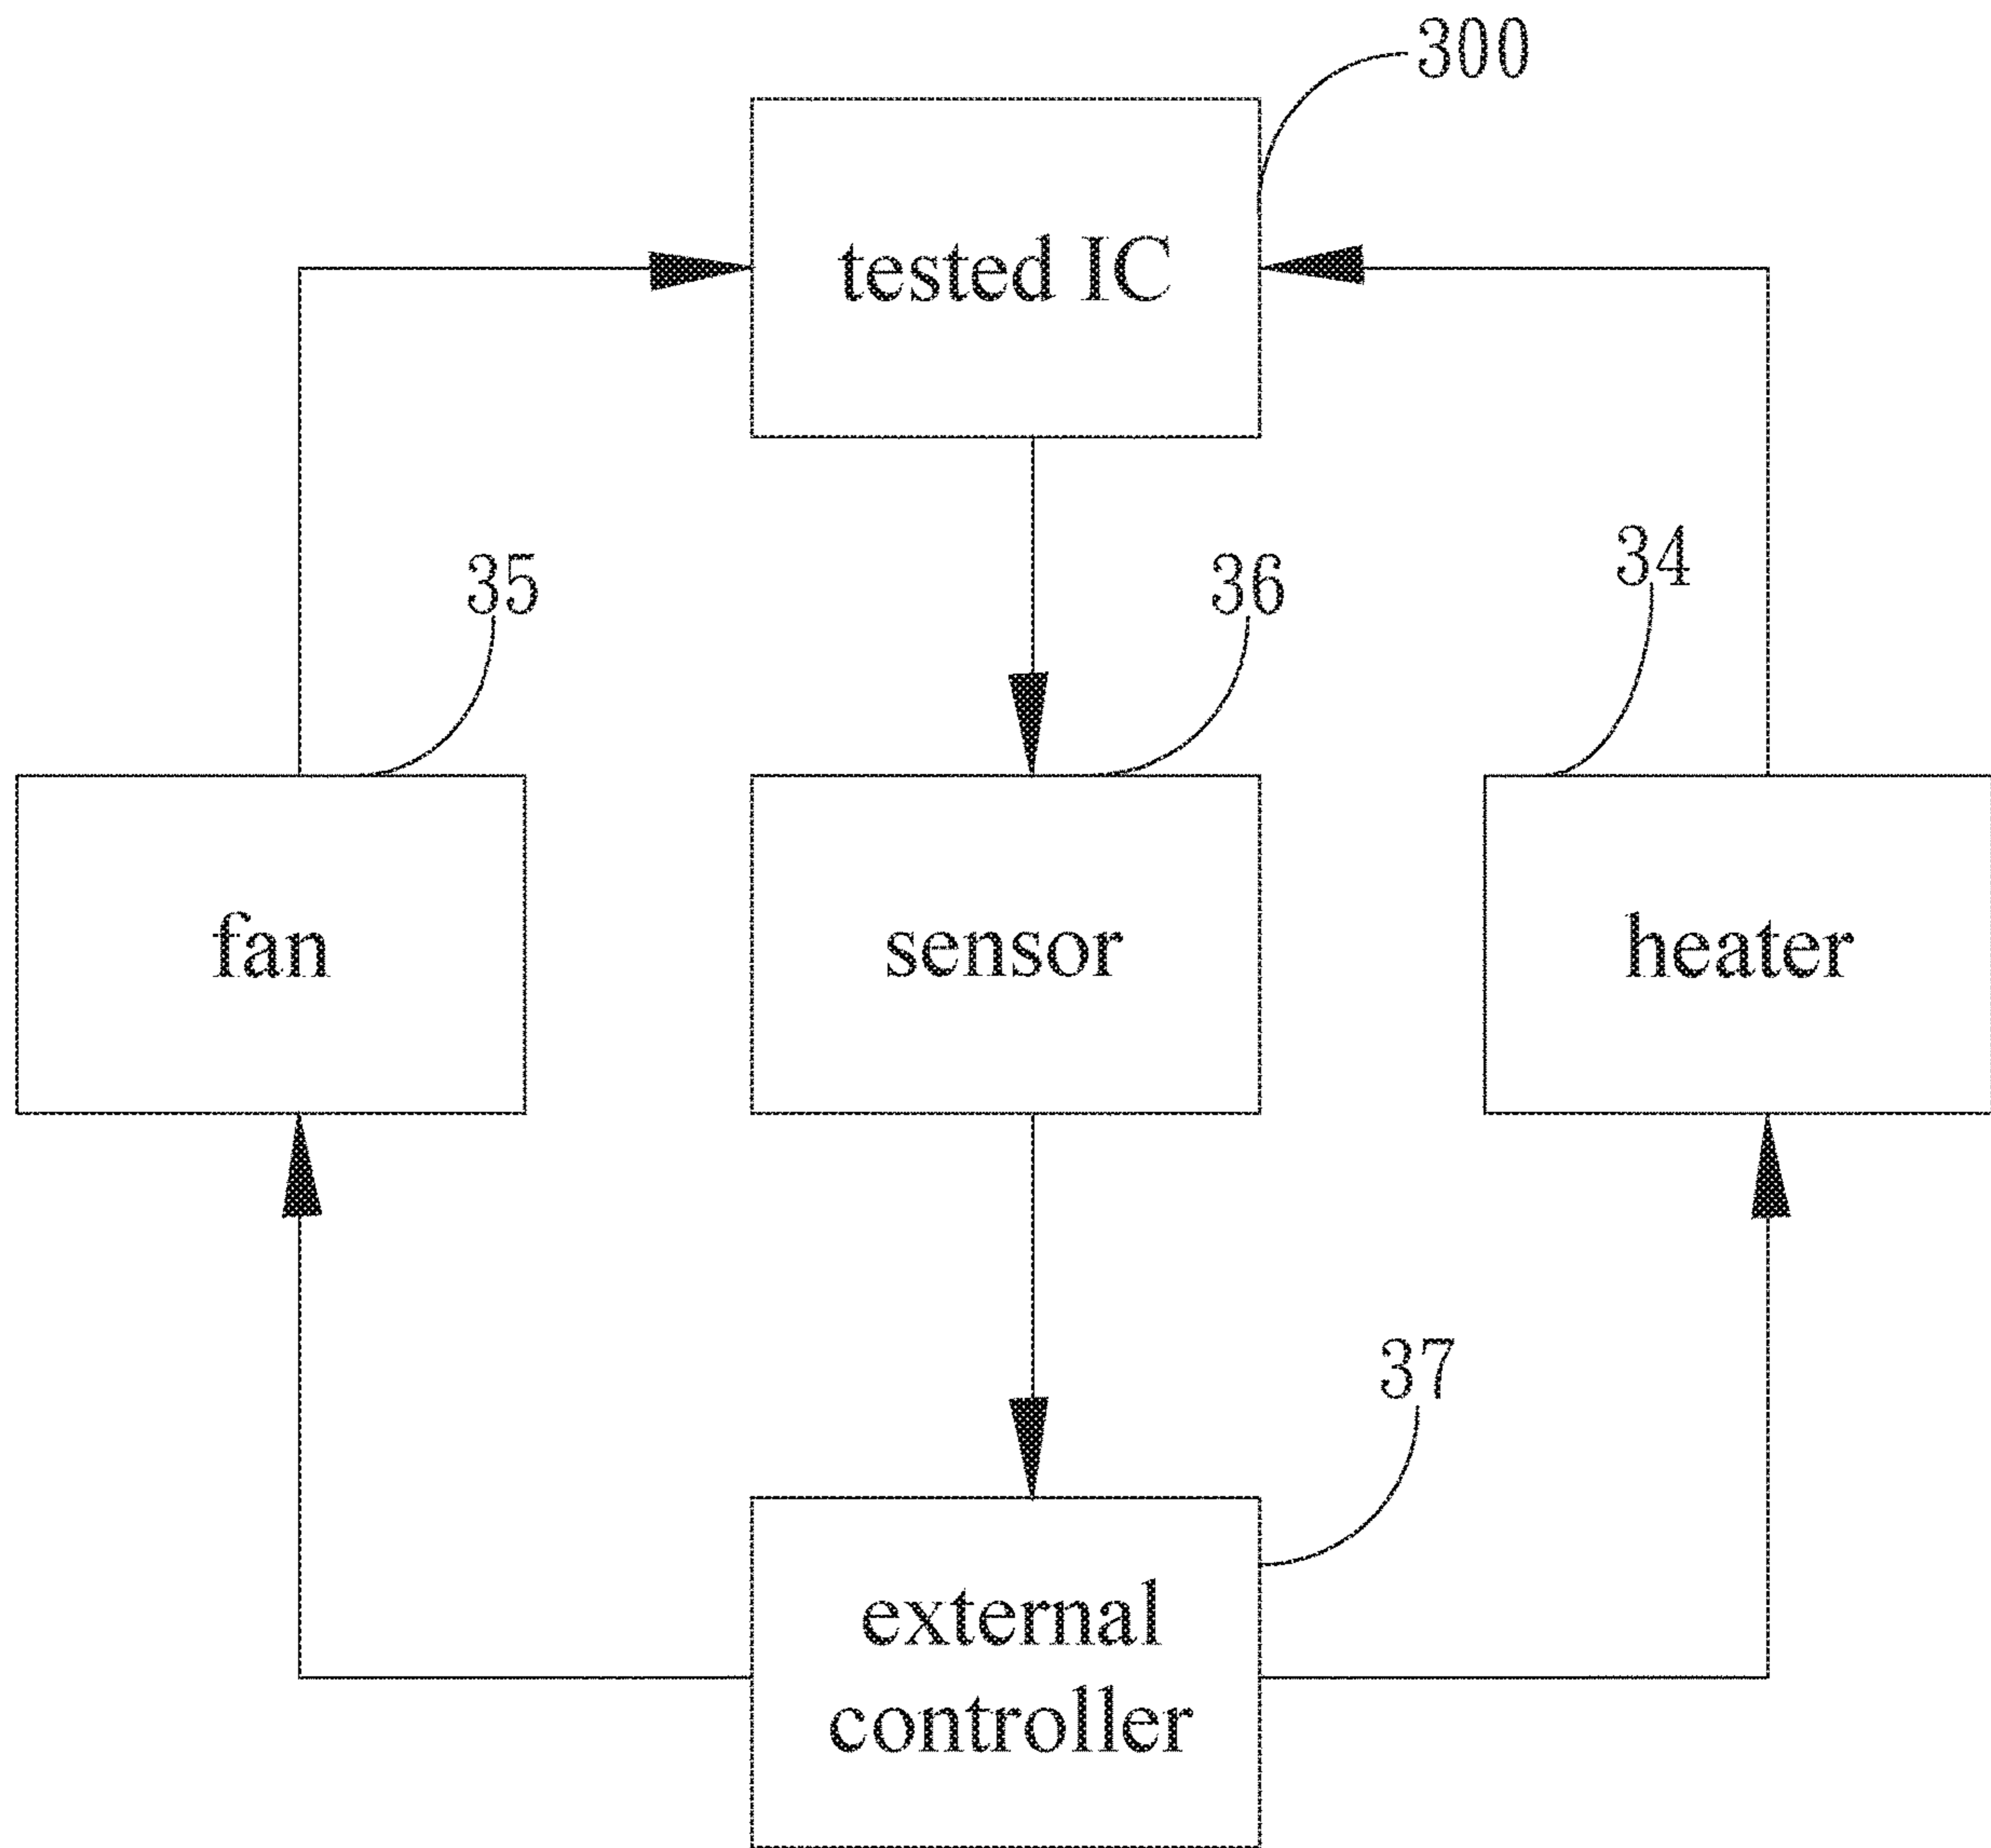 300
tested IC
35
36
34
fan
sensor
heater
37
external
controller